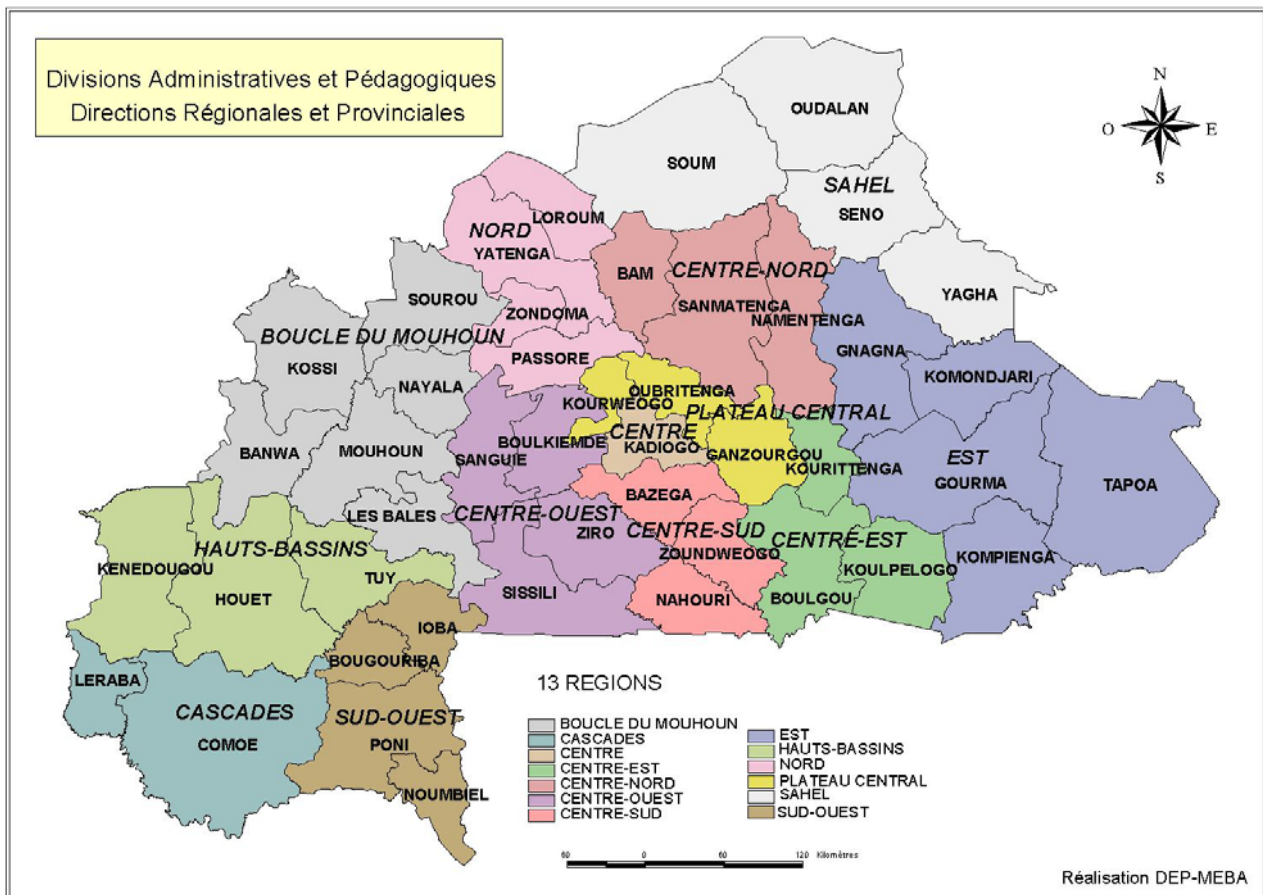 Divisions Administratives et Pédagogiques
Directions Régionales et Provinciales
N
O
E
S
OUDALAN
SOUM
SAHEL
SENO
LOROUM
NORD
YATENGA
BAM
CENTRE-NORD
YAGHA
SOUROU
SANMATENGA
ZONDOMA
NAMENTENGA
BOUCLE DU MOUHOUN
GNAGNA
PASSORE
KOSSI
KOMONDJARI
NAYALA
OUBRITENGA
KOURWEOGO
PLATEAU CENTRAL
CENTRE
BOULKIEMDE
KADIOGO
BANWA
MOUHOUN
SANGUIE
GANZOURGOU
EST
KOURITTENGA
GOURMA
TAPOA
BAZEGA
LES BALES
CENTRE-OUEST
ZIRO
CENTRE-SUD
CENTRE-EST
HAUTS-BASSINS
ZOUNDWEOGO
KOMPIENGA
KENEDOUGOU
KOULPELOGO
TUY
SISSILI
HOUET
NAHOURI
BOULGOU
IOBA
BOUGOURIBA
LERABA
CASCADES
SUD-OUEST
COMOE
PONI
NOUMBIEL
13 REGIONS
BOUCLE DU MOUHOUN
CASCADES
CENTRE
CENTRE-EST
CENTRE-NORD
CENTRE-OUEST
CENTRE-SUD
EST
HAUTS-BASSINS
NORD
PLATEAU CENTRAL
SAHEL
SUD-OUEST
60 0 60 120 Kilomètres
Réalisation DEP-MEBA